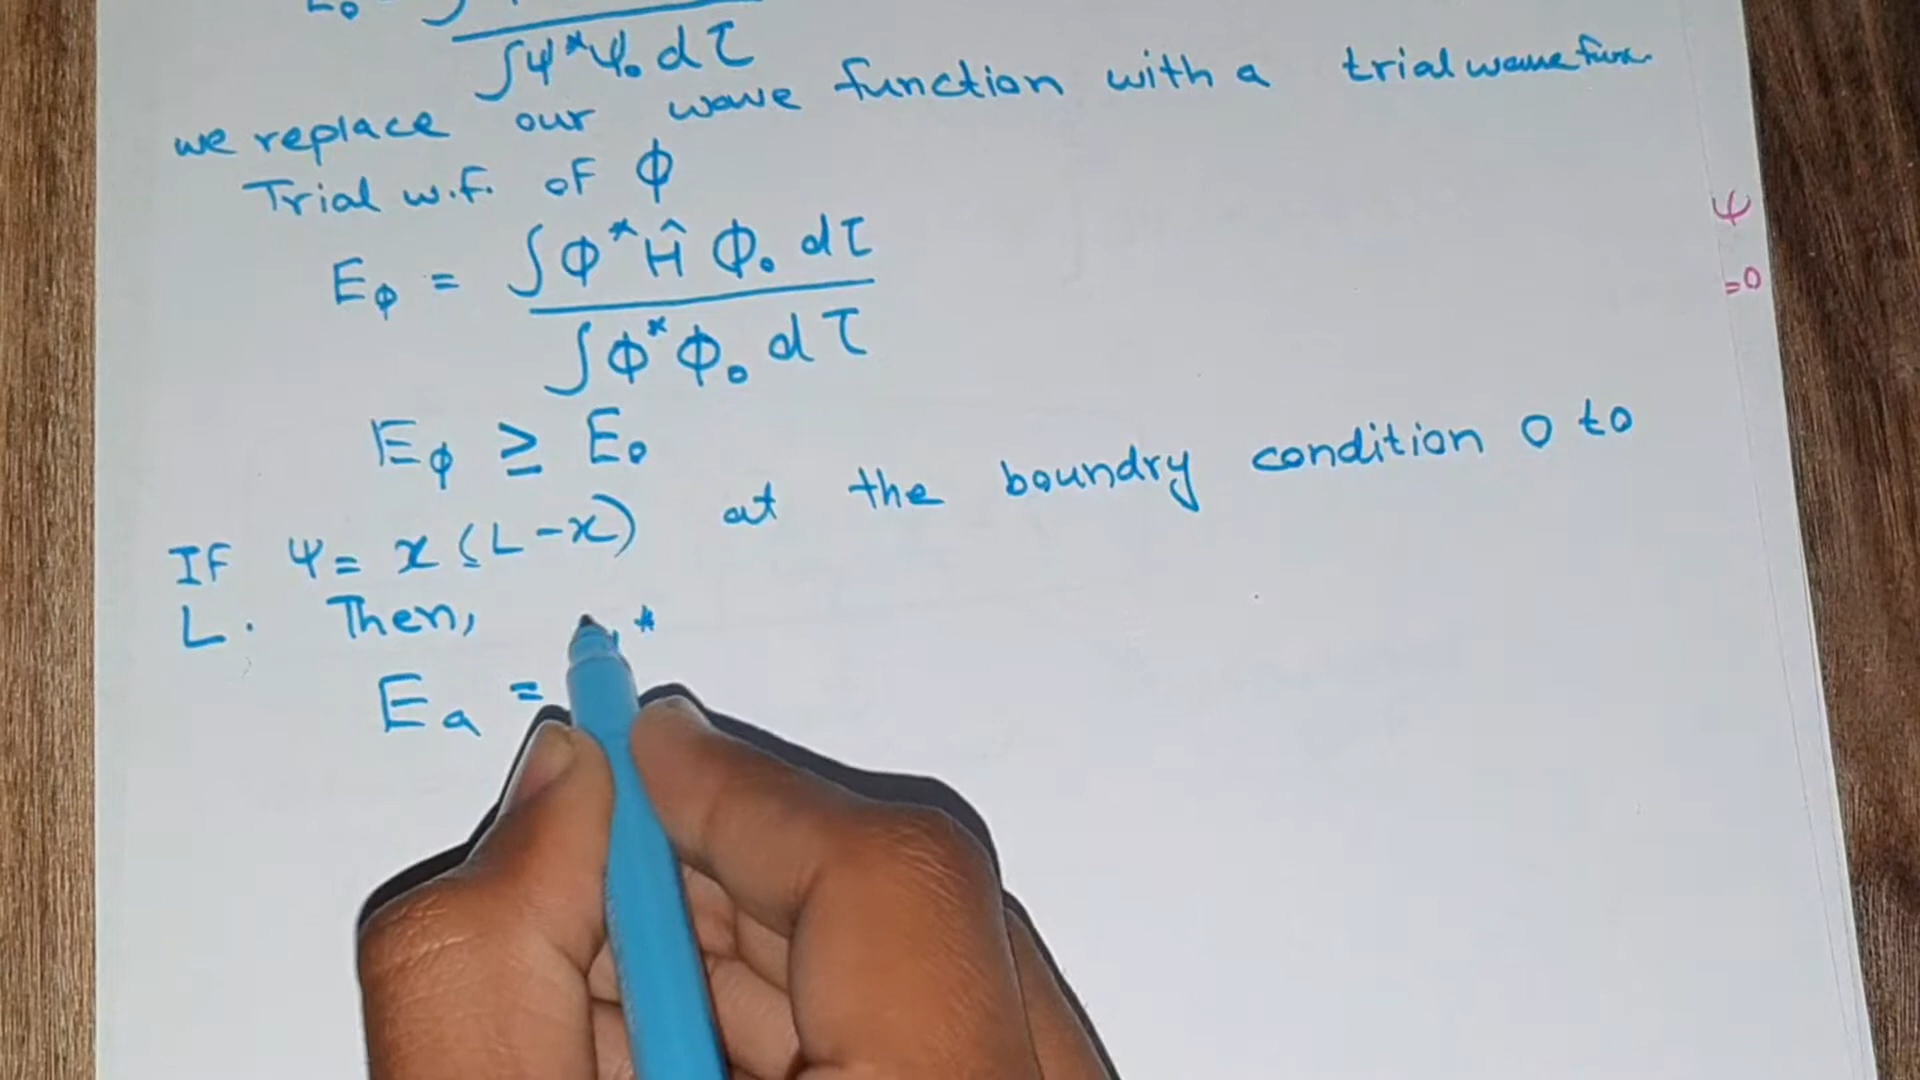 ∫ψ*ψ₀ dτ
we replace our wave function with a trial wave
Trial w.f. of ϕ
Eϕ = ∫ϕ*Ĥ ϕ₀ dτ
∫ϕ*ϕ₀ dτ
Eϕ ≥ E₀
If ψ = x(L-x) at the boundry condition 0 to
L. Then,
Ea =
*
ψ
=0